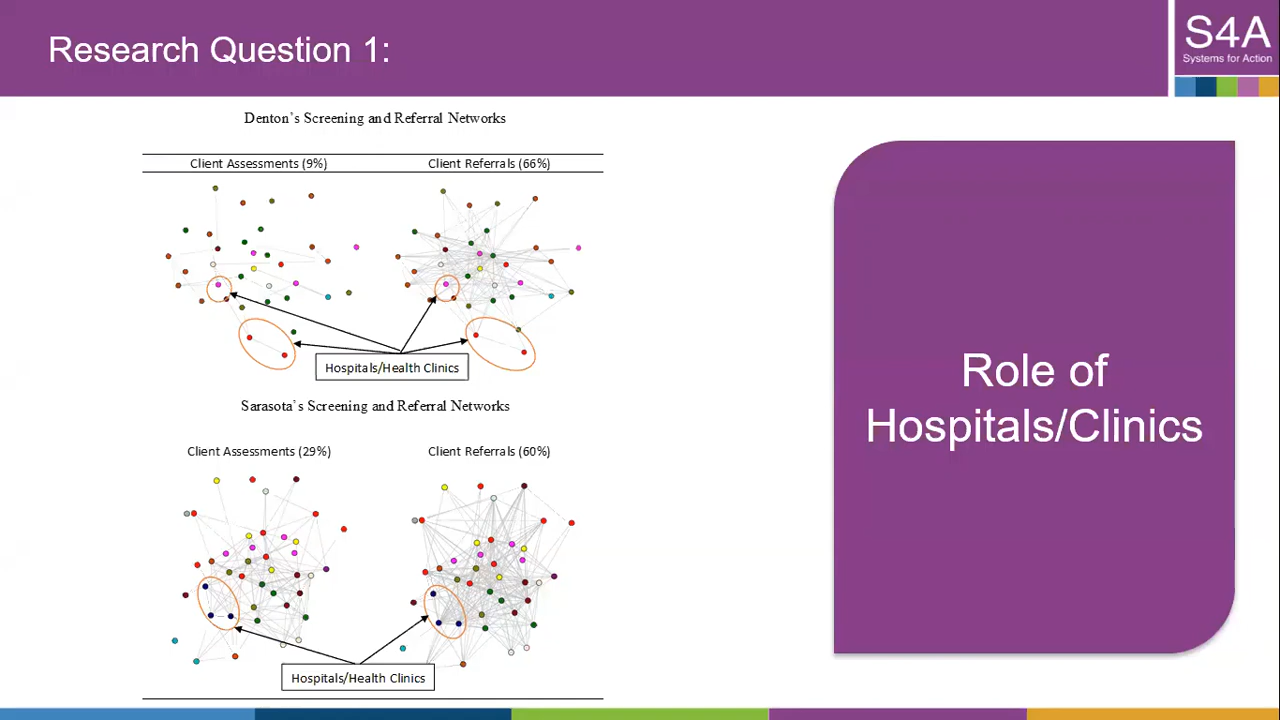 Research Question 1:
S4A
Systems for Action
Denton's Screening and Referral Networks
Client Assessments (9%)
Client Referrals (66%)
Hospitals/Health Clinics
Sarasota's Screening and Referral Networks
Client Assessments (29%)
Client Referrals (60%)
Hospitals/Health Clinics
Role of
Hospitals/Clinics